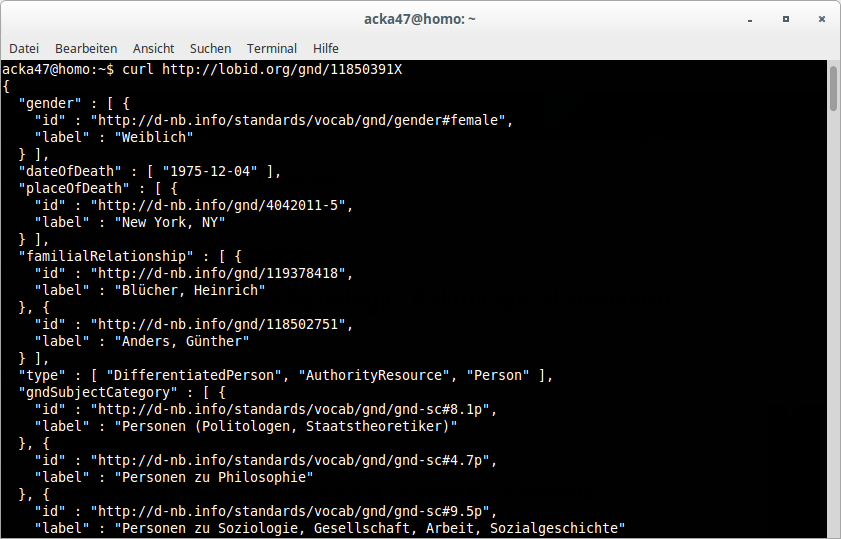 acka47@homo: ~
Datei Bearbeiten Ansicht Suchen Terminal Hilfe
acka47@homo:~$ curl http://lobid.org/gnd/11850391X
{
  "gender" : [ {
    "id" : "http://d-nb.info/standards/vocab/gnd/gender#female",
    "label" : "Weiblich"
  } ],
  "dateOfDeath" : [ "1975-12-04" ],
  "placeOfDeath" : [ {
    "id" : "http://d-nb.info/gnd/4042011-5",
    "label" : "New York, NY"
  } ],
  "familialRelationship" : [ {
    "id" : "http://d-nb.info/gnd/119378418",
    "label" : "Blücher, Heinrich"
  }, {
    "id" : "http://d-nb.info/gnd/118502751",
    "label" : "Anders, Günther"
  } ],
  "type" : [ "DifferentiatedPerson", "AuthorityResource", "Person" ],
  "gndSubjectCategory" : [ {
    "id" : "http://d-nb.info/standards/vocab/gnd/gnd-sc#8.1p",
    "label" : "Personen (Politologen, Staatstheoretiker)"
  }, {
    "id" : "http://d-nb.info/standards/vocab/gnd/gnd-sc#4.7p",
    "label" : "Personen zu Philosophie"
  }, {
    "id" : "http://d-nb.info/standards/vocab/gnd/gnd-sc#9.5p",
    "label" : "Personen zu Soziologie, Gesellschaft, Arbeit, Sozialgeschichte"